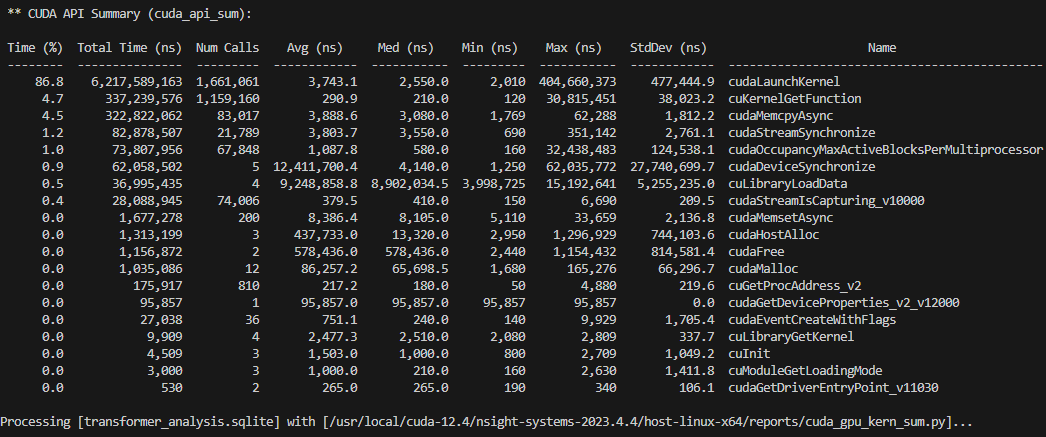 ** CUDA API Summary (cuda_api_sum):
Time (%) Total Time (ns) Num Calls Avg (ns) Med (ns) Min (ns) Max (ns) StdDev (ns) Name
-------- --------------- --------- ------------ ----------- --------- ----------- ------------ ---------------------------------------------
86.8 6,217,589,163 1,661,061 3,743.1 2,550.0 2,010 404,660,373 477,444.9 cudaLaunchKernel
4.7 337,239,576 1,159,160 290.9 210.0 120 30,815,451 38,023.2 cuKernelGetFunction
4.5 322,822,062 83,017 3,888.6 3,080.0 1,769 62,288 1,812.2 cudaMemcpyAsync
1.2 82,878,507 21,789 3,803.7 3,550.0 690 351,142 2,761.1 cudaStreamSynchronize
1.0 73,807,956 67,848 1,087.8 580.0 160 32,438,483 124,538.1 cudaOccupancyMaxActiveBlocksPerMultiprocessor
0.9 62,058,502 5 12,411,700.4 4,140.0 1,250 62,035,772 27,740,699.7 cudaDeviceSynchronize
0.5 36,995,435 4 9,248,858.8 8,902,034.5 3,998,725 15,192,641 5,255,235.0 cuLibraryLoadData
0.4 28,088,945 74,006 379.5 410.0 150 6,690 209.5 cudaStreamIsCapturing_v10000
0.0 1,677,278 200 8,386.4 8,105.0 5,110 33,659 2,136.8 cudaMemsetAsync
0.0 1,313,199 3 437,733.0 13,320.0 2,950 1,296,929 744,103.6 cudaHostAlloc
0.0 1,156,872 2 578,436.0 578,436.0 2,440 1,154,432 814,581.4 cudaFree
0.0 1,035,086 12 86,257.2 65,698.5 1,680 165,276 66,296.7 cudaMalloc
0.0 175,917 810 217.2 180.0 50 4,880 219.6 cuGetProcAddress_v2
0.0 95,857 1 95,857.0 95,857.0 95,857 95,857 0.0 cudaGetDeviceProperties_v2_v12000
0.0 27,038 36 751.1 240.0 140 9,929 1,705.4 cudaEventCreateWithFlags
0.0 9,909 4 2,477.3 2,510.0 2,080 2,809 337.7 cuLibraryGetKernel
0.0 4,509 3 1,503.0 1,000.0 800 2,709 1,049.2 cuInit
0.0 3,000 3 1,000.0 210.0 160 2,630 1,411.8 cuModuleGetLoadingMode
0.0 530 2 265.0 265.0 190 340 106.1 cudaGetDriverEntryPoint_v11030
Processing [transformer_analysis.sqlite] with [/usr/local/cuda-12.4/nsight-systems-2023.4.4/host-linux-x64/reports/cuda_gpu_kern_sum.py]...